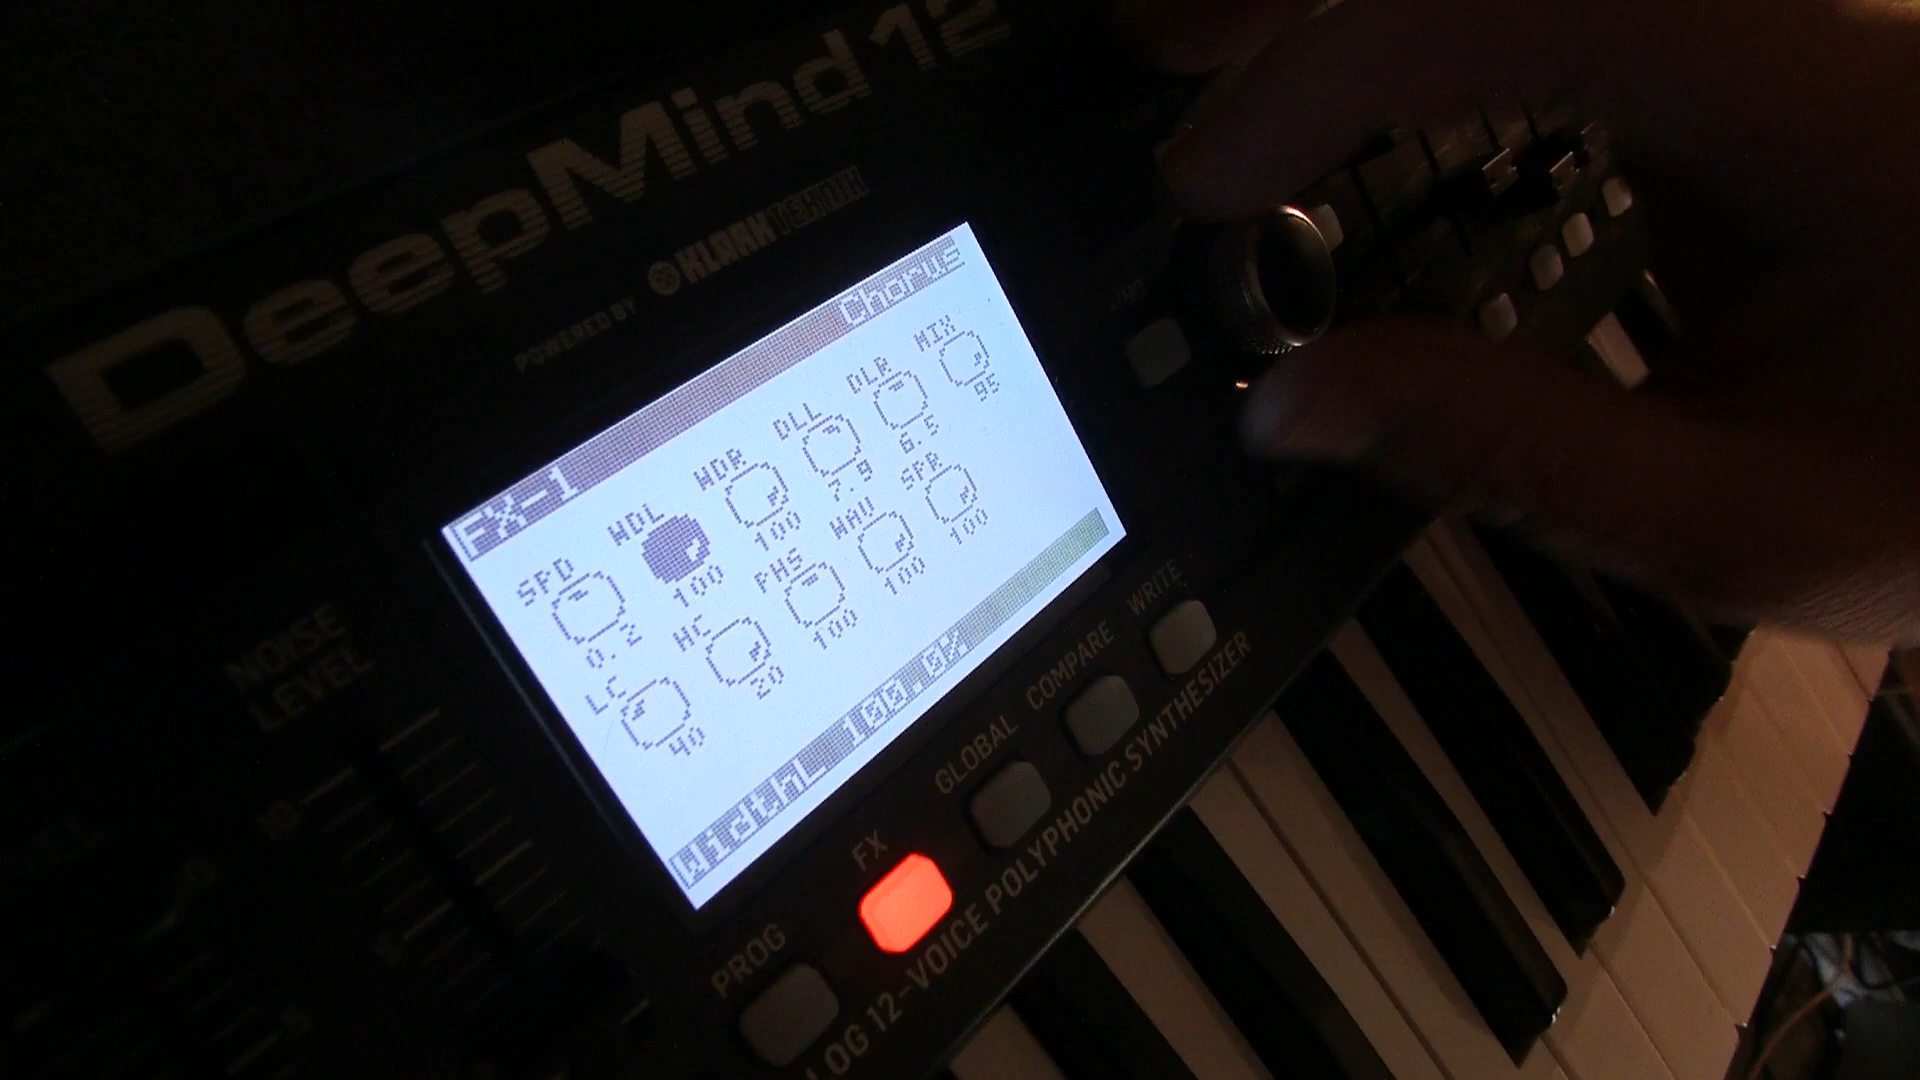 DeepMind 12
POWERED BY KLARK TEKNIK
FX-1 Chorus
SPD WDL WDR DLL DLR MIX
0.2 100 100 7.9 6.5 95
LC HC PHS WAV SPR
40 20 100 100 100
WidthL 100.0%
NOISE
LEVEL
10
5
PROG FX GLOBAL COMPARE WRITE
LOG 12-VOICE POLYPHONIC SYNTHESIZER